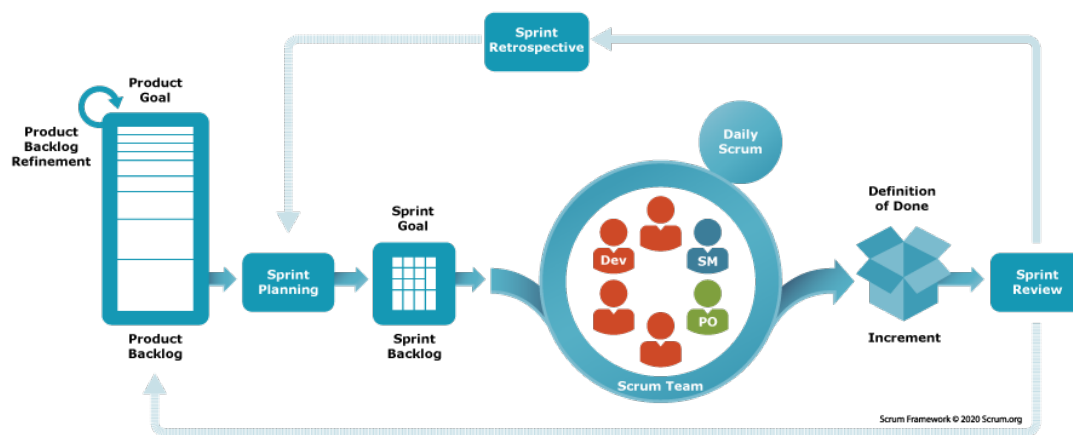 Sprint
Retrospective
Product
Goal
Product
Backlog
Refinement
Daily
Scrum
Definition
of Done
Sprint
Goal
Dev
SM
Sprint
Planning
Sprint
Review
PO
Product
Backlog
Sprint
Backlog
Increment
Scrum Team
Scrum Framework © 2020 Scrum.org